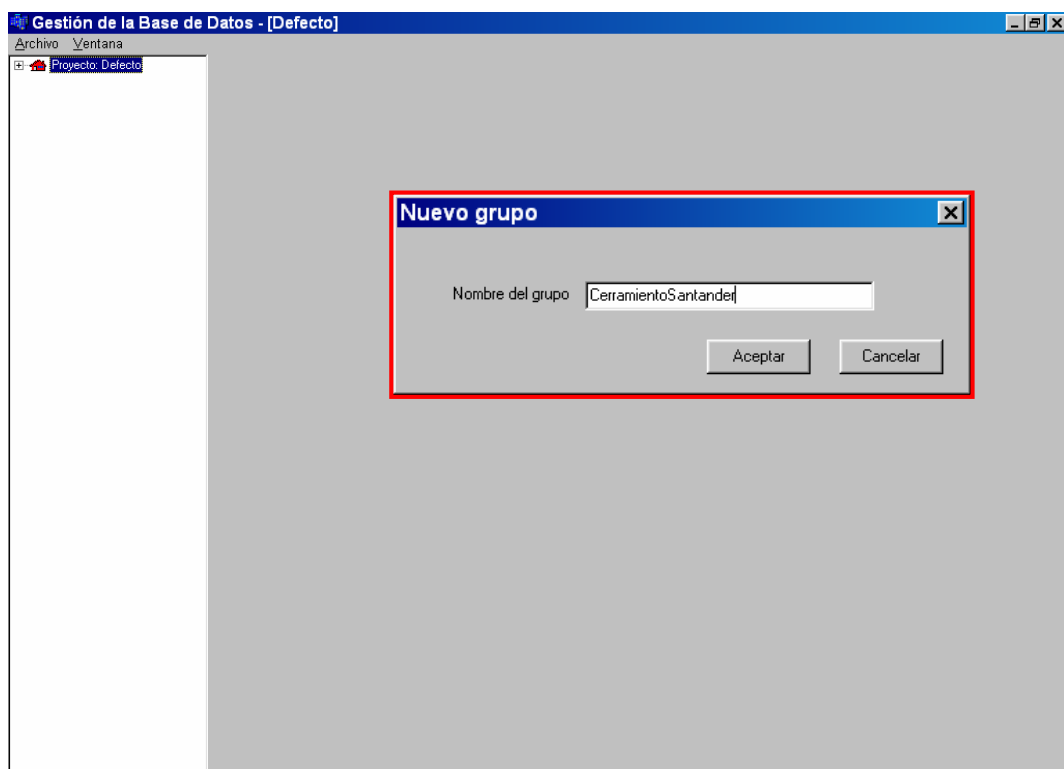 Gestión de la Base de Datos - [Defecto]
Archivo Ventana
Proyecto: Defecto
Nuevo grupo
Nombre del grupo CerramientoSantander
Aceptar Cancelar